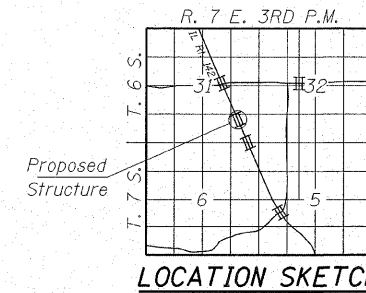 R. 7 E. 3RD P.M.
IL Rt. 142
T. 6 S.
31
32
Proposed
Structure
T. 7 S.
6
5
LOCATION SKETC